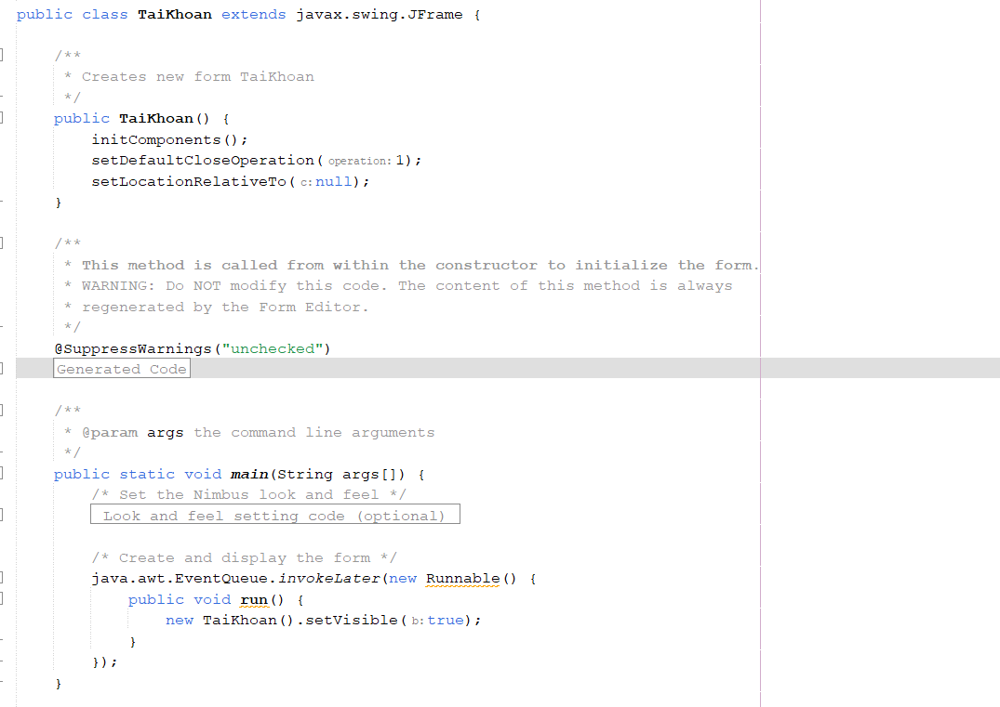 public class TaiKhoan extends javax.swing.JFrame {
/**
* Creates new form TaiKhoan
*/
public TaiKhoan() {
initComponents();
setDefaultCloseOperation( operation: 1);
setLocationRelativeTo( c: null);
}
/**
* This method is called from within the constructor to initialize the form.
* WARNING: Do NOT modify this code. The content of this method is always
* regenerated by the Form Editor.
*/
@SuppressWarnings("unchecked")
Generated Code
/**
* @param args the command line arguments
*/
public static void main(String args[]) {
/* Set the Nimbus look and feel */
Look and feel setting code (optional)
/* Create and display the form */
java.awt.EventQueue.invokeLater(new Runnable() {
public void run() {
new TaiKhoan().setVisible( b: true);
}
});
}